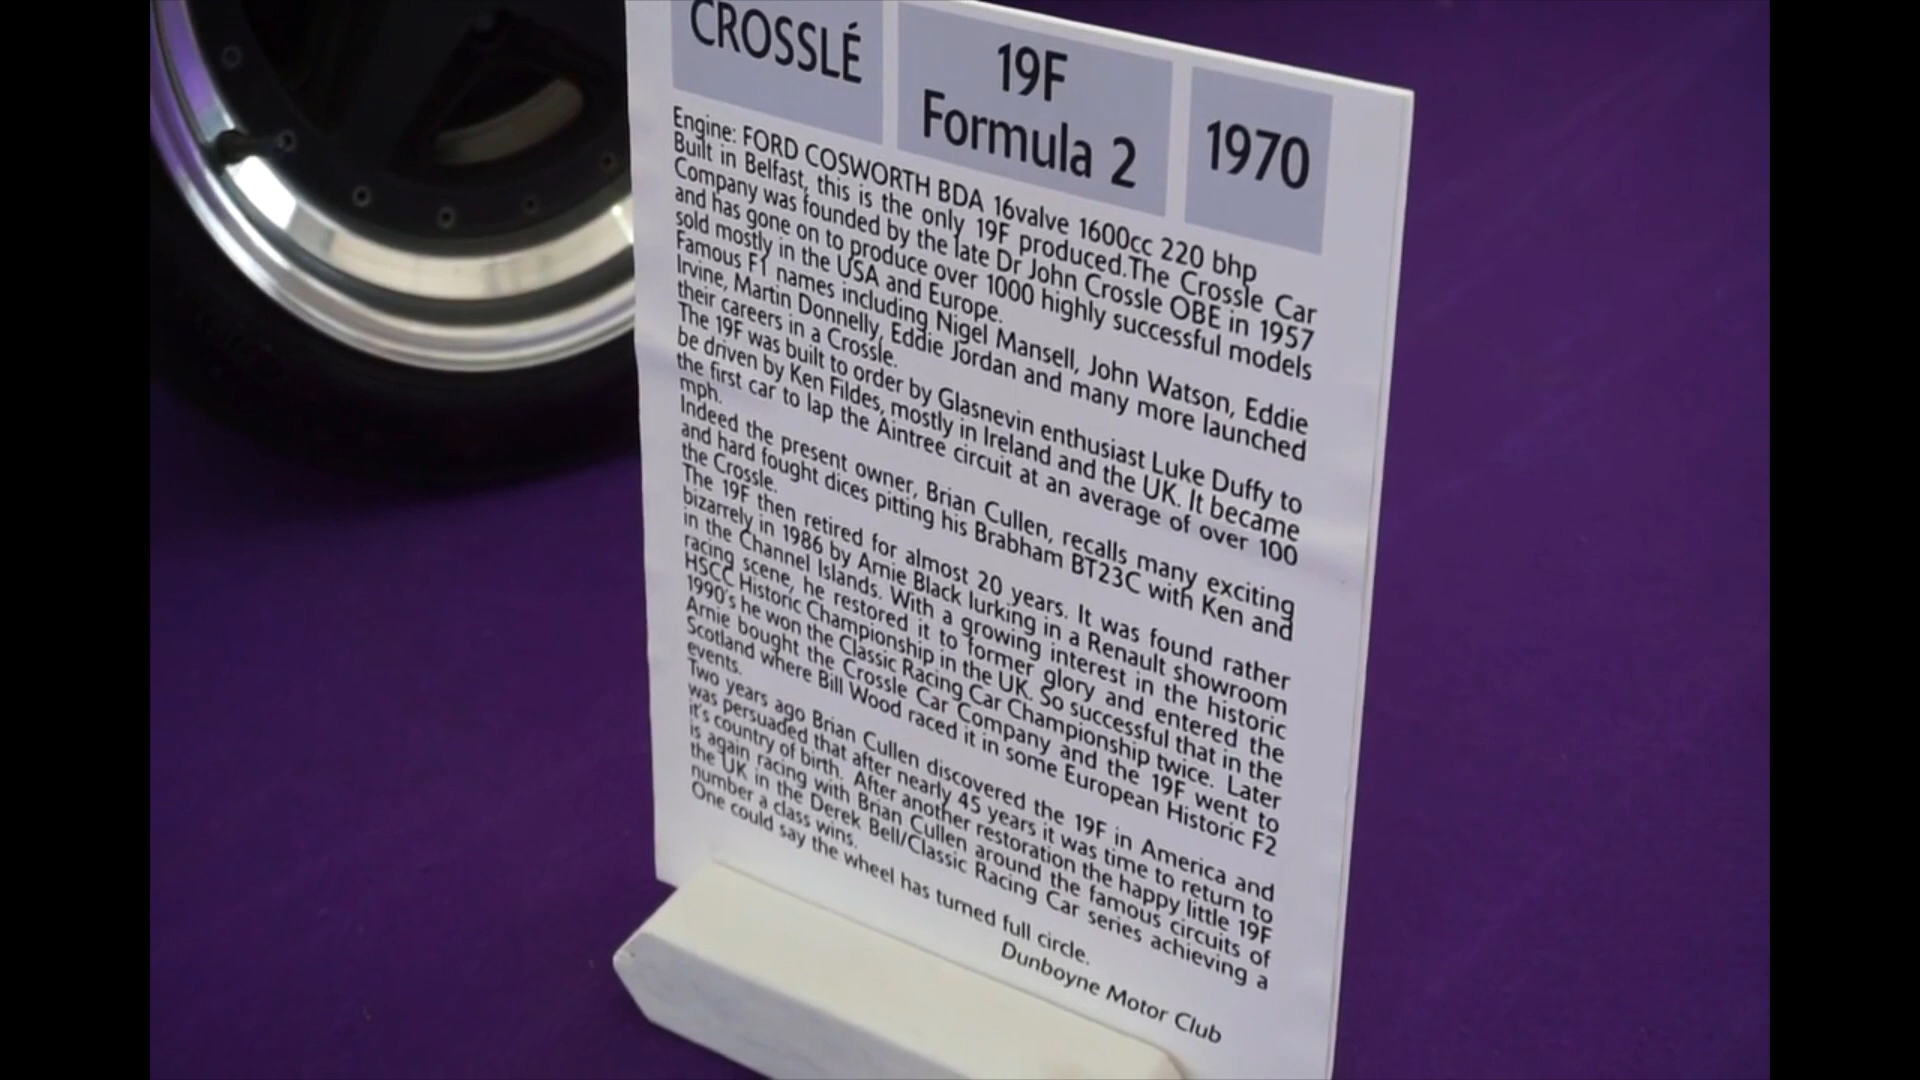 CROSSLÉ
19F
Formula 2
1970
Engine: FORD COSWORTH BDA 16valve 1600cc 220 bhp
Built in Belfast, this is the only 19F produced.The Crossle Car
Company was founded by the late Dr John Crossle OBE in 1957
and has gone on to produce over 1000 highly successful models
sold mostly in the USA and Europe.
Famous F1 names including Nigel Mansell, John Watson, Eddie
Irvine, Martin Donnelly, Eddie Jordan and many more launched
their careers in a Crossle.
The 19F was built to order by Glasnevin enthusiast Luke Duffy to
be driven by Ken Fildes, mostly in Ireland and the UK. It became
the first car to lap the Aintree circuit at an average of over 100
mph.
Indeed the present owner, Brian Cullen, recalls many exciting
and hard fought dices pitting his Brabham BT23C with Ken and
the Crossle.
The 19F then retired for almost 20 years. It was found rather
bizarrely in 1986 by Arnie Black lurking in a Renault showroom
in the Channel Islands. With a growing interest in the historic
racing scene, he restored it to former glory and entered the
HSCC Historic Championship in the UK. So successful that in the
1990's he won the Classic Racing Car Championship twice. Later
Arnie bought the Crossle Car Company and the 19F went to
Scotland where Bill Wood raced it in some European Historic F2
events.
Two years ago Brian Cullen discovered the 19F in America and
was persuaded that after nearly 45 years it was time to return to
it's country of birth. After another restoration the happy little 19F
is again racing with Brian Cullen around the famous circuits of
the UK in the Derek Bell/Classic Racing Car series achieving a
number a class wins.
One could say the wheel has turned full circle.
Dunboyne Motor Club